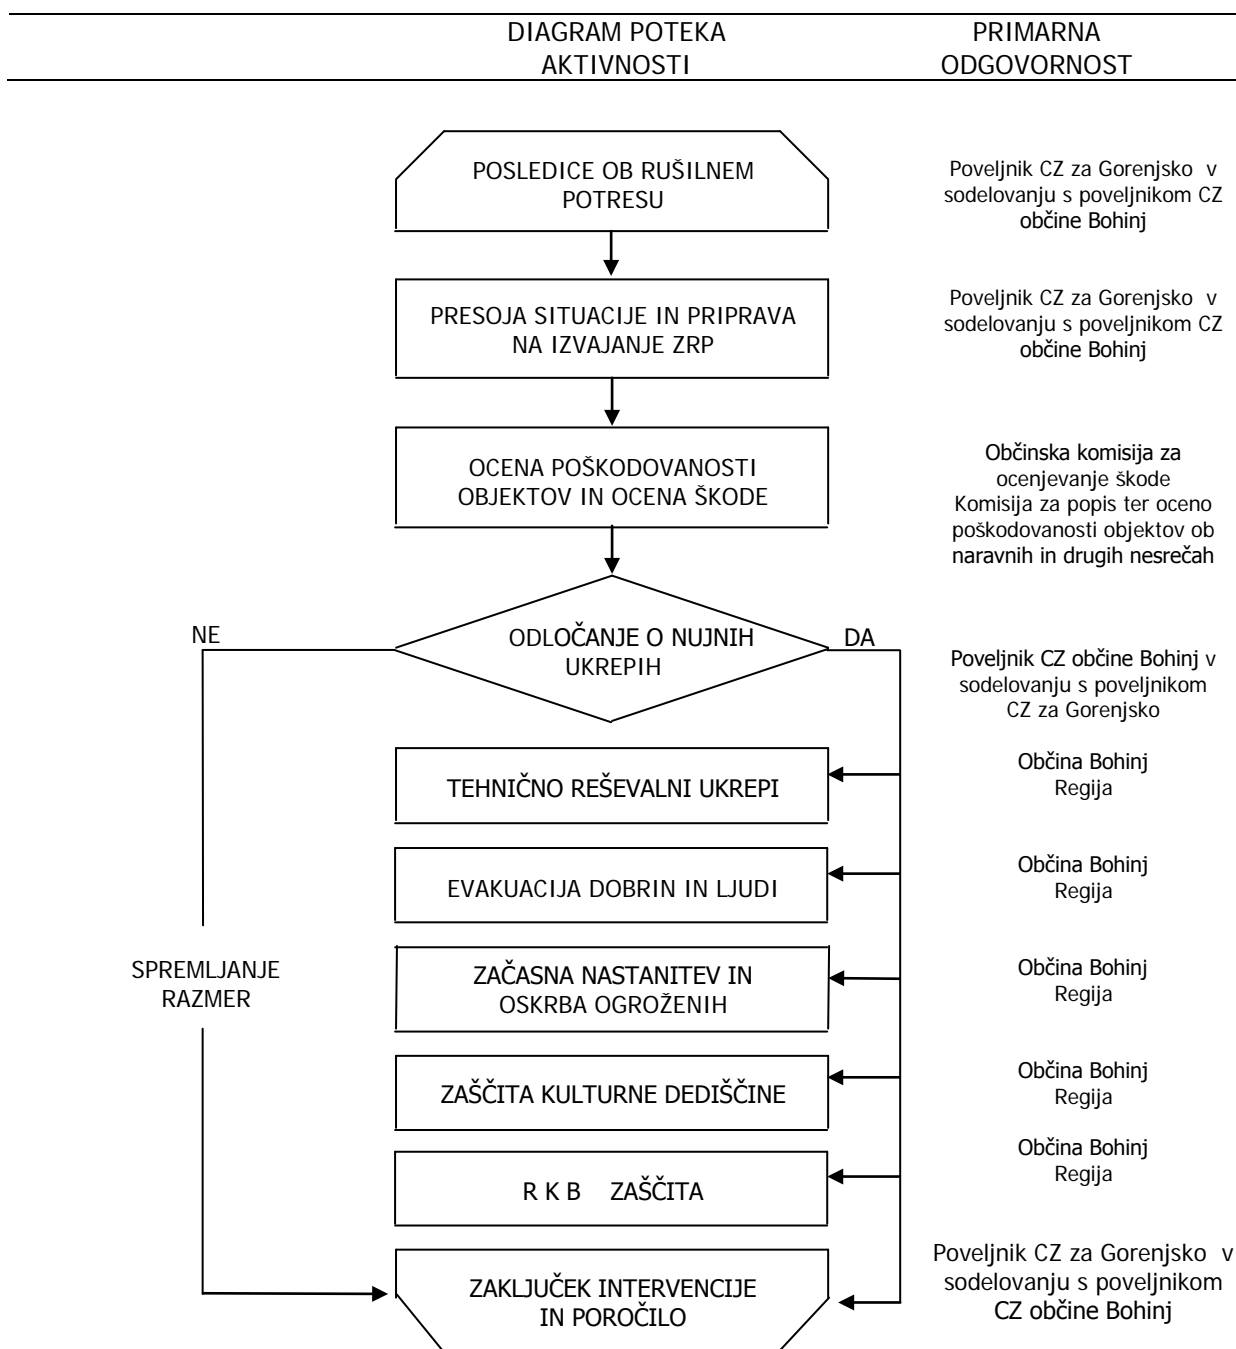 DIAGRAM POTEKA
AKTIVNOSTI
PRIMARNA
ODGOVORNOST
POSLEDICE OB RUŠILNEM
POTRESU
Poveljnik CZ za Gorenjsko v
sodelovanju s poveljnikom CZ
občine Bohinj
PRESOJA SITUACIJE IN PRIPRAVA
NA IZVAJANJE ZRP
Poveljnik CZ za Gorenjsko v
sodelovanju s poveljnikom CZ
občine Bohinj
OCENA POŠKODOVANOSTI
OBJEKTOV IN OCENA ŠKODE
Občinska komisija za
ocenjevanje škode
Komisija za popis ter oceno
poškodovanosti objektov ob
naravnih in drugih nesrečah
NE
ODLOČANJE O NUJNIH
UKREPIH
DA
Poveljnik CZ občine Bohinj v
sodelovanju s poveljnikom
CZ za Gorenjsko
TEHNIČNO REŠEVALNI UKREPI
Občina Bohinj
Regija
EVAKUACIJA DOBRIN IN LJUDI
Občina Bohinj
Regija
SPREMLJANJE
RAZMER
ZAČASNA NASTANITEV IN
OSKRBA OGROŽENIH
Občina Bohinj
Regija
ZAŠČITA KULTURNE DEDIŠČINE
Občina Bohinj
Regija
R K B ZAŠČITA
Občina Bohinj
Regija
ZAKLJUČEK INTERVENCIJE
IN POROČILO
Poveljnik CZ za Gorenjsko v
sodelovanju s poveljnikom
CZ občine Bohinj